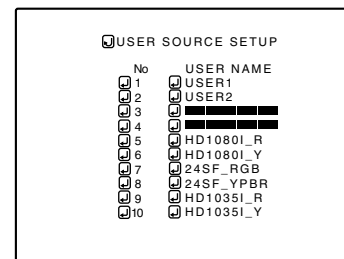 USER SOURCE SETUP
No USER NAME
1 USER1
2 USER2
3
4
5 HD1080I_R
6 HD1080I_Y
7 24SF_RGB
8 24SF_YPBR
9 HD1035I_R
10 HD1035I_Y